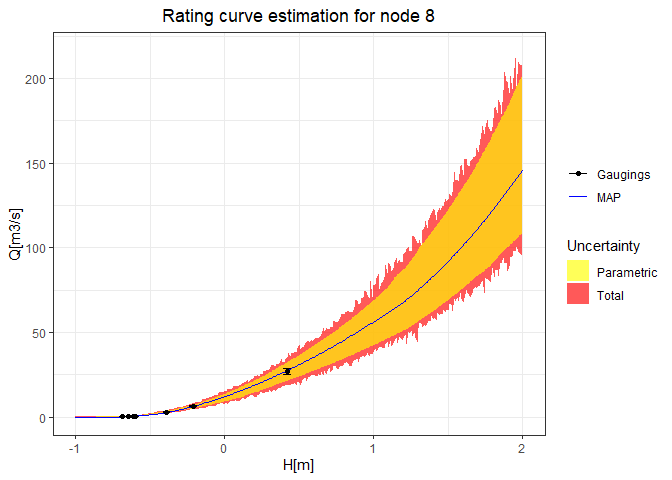 Rating curve estimation for node 8
Q[m3/s]
200
150
100
50
0
-1
0
1
2
H[m]
Gaugings
MAP
Uncertainty
Parametric
Total